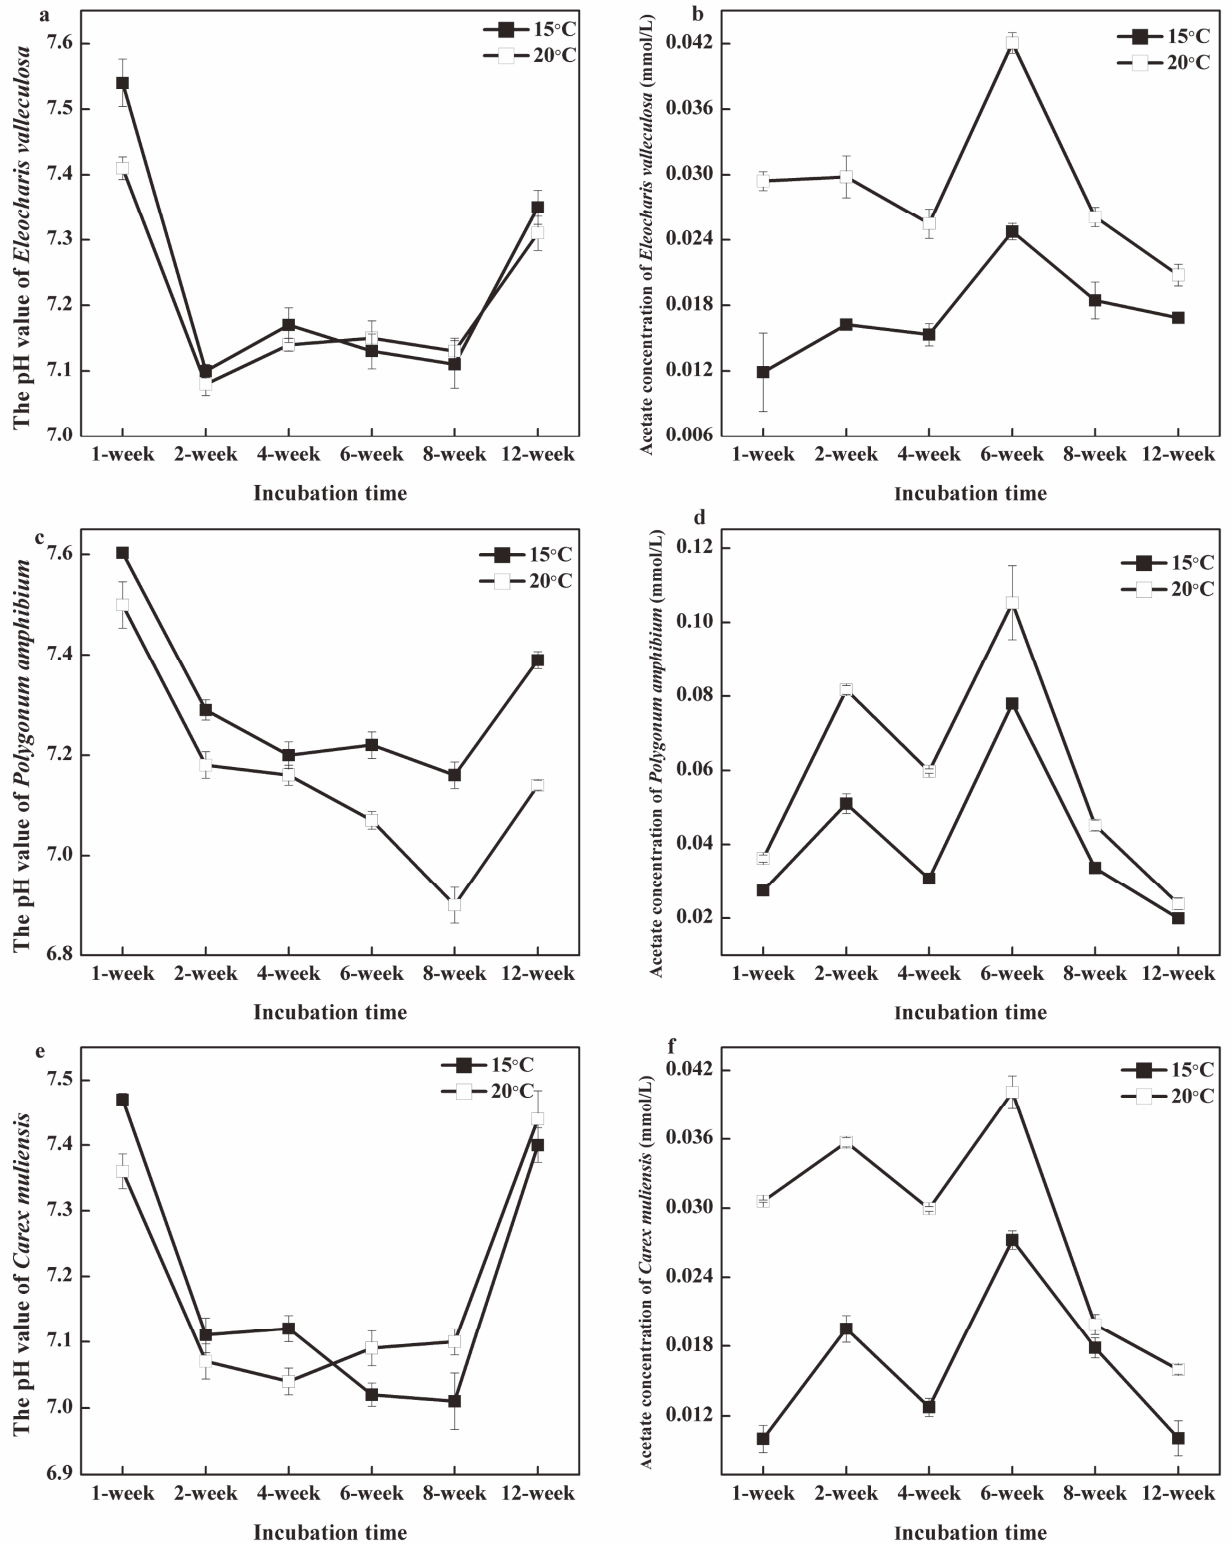 a
The pH value of Eleocharis valleculosa
7.6
7.5
7.4
7.3
7.2
7.1
7.0
15°C
20°C
1-week 2-week 4-week 6-week 8-week 12-week
Incubation time
b
Acetate concentration of Eleocharis valleculosa (mmol/L)
0.042
0.036
0.030
0.024
0.018
0.012
0.006
15°C
20°C
1-week 2-week 4-week 6-week 8-week 12-week
Incubation time
c
The pH value of Polygonum amphibium
7.6
7.4
7.2
7.0
6.8
15°C
20°C
1-week 2-week 4-week 6-week 8-week 12-week
Incubation time
d
Acetate concentration of Polygonum amphibium (mmol/L)
0.12
0.10
0.08
0.06
0.04
0.02
15°C
20°C
1-week 2-week 4-week 6-week 8-week 12-week
Incubation time
e
The pH value of Carex muliensis
7.5
7.4
7.3
7.2
7.1
7.0
6.9
15°C
20°C
1-week 2-week 4-week 6-week 8-week 12-week
Incubation time
f
Acetate concentration of Carex muliensis (mmol/L)
0.042
0.036
0.030
0.024
0.018
0.012
15°C
20°C
1-week 2-week 4-week 6-week 8-week 12-week
Incubation time